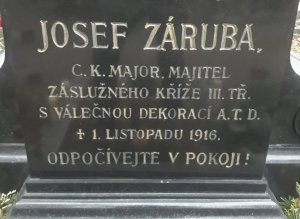 JOSEF ZÁRUBA,
C. K. MAJOR, MAJITEL
ZÁSLUŽNÉHO KŘÍŽE III. TŘ.
S VÁLEČNOU DEKORACÍ A.T.D.
† 1. LISTOPADU 1916.
ODPOČÍVEJTE V POKOJI!